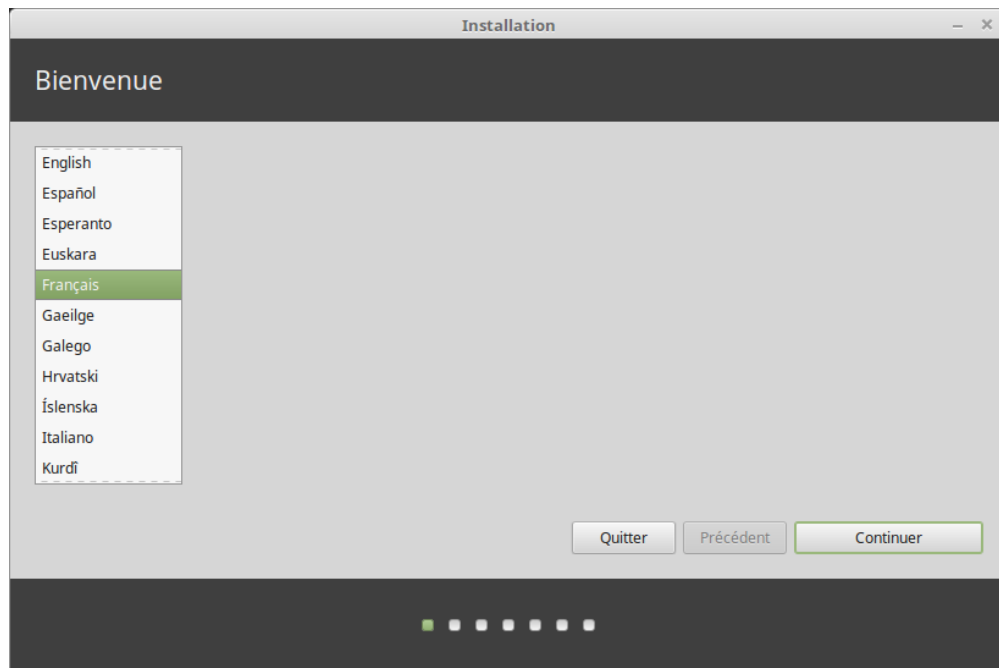 Installation
Bienvenue
English
Español
Esperanto
Euskara
Français
Gaeilge
Galego
Hrvatski
Íslenska
Italiano
Kurdî
Quitter Précédent Continuer